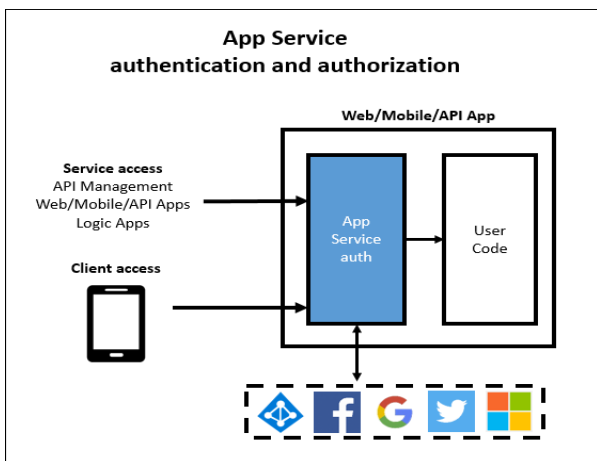 App Service
authentication and authorization
Web/Mobile/API App
Service access
API Management
Web/Mobile/API Apps
Logic Apps
App
Service
auth
User
Code
Client access